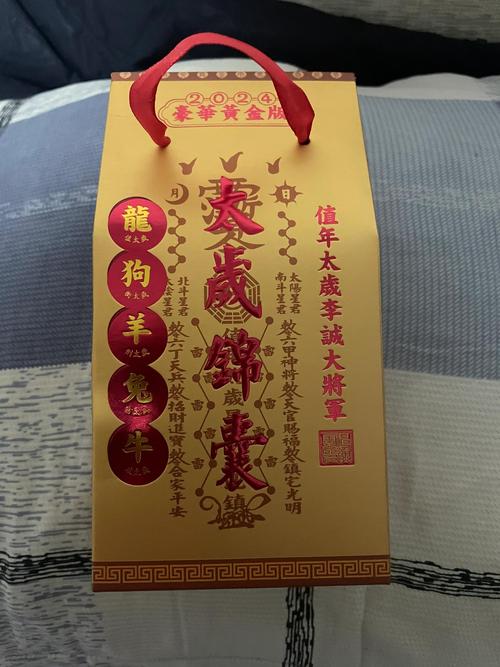 2024
豪華黃金版
太歲錦囊
值年太歲李誠大將軍
龍
狗
羊
兔
牛
日
月
太陽星君
南斗星君
北斗星君
太陰星君
敕六甲神將敕天官賜福敕鎮宅光明
敕六丁天兵敕招財進寶敕合家平安
鎮